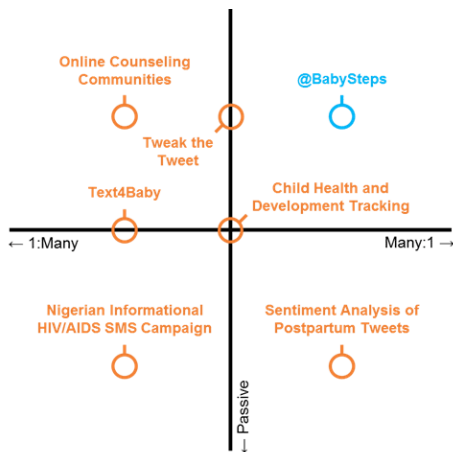 Online Counseling
Communities
@BabySteps
Tweak the
Tweet
Text4Baby
Child Health and
Development Tracking
← 1:Many
Many:1 →
Nigerian Informational
HIV/AIDS SMS Campaign
Sentiment Analysis of
Postpartum Tweets
← Passive